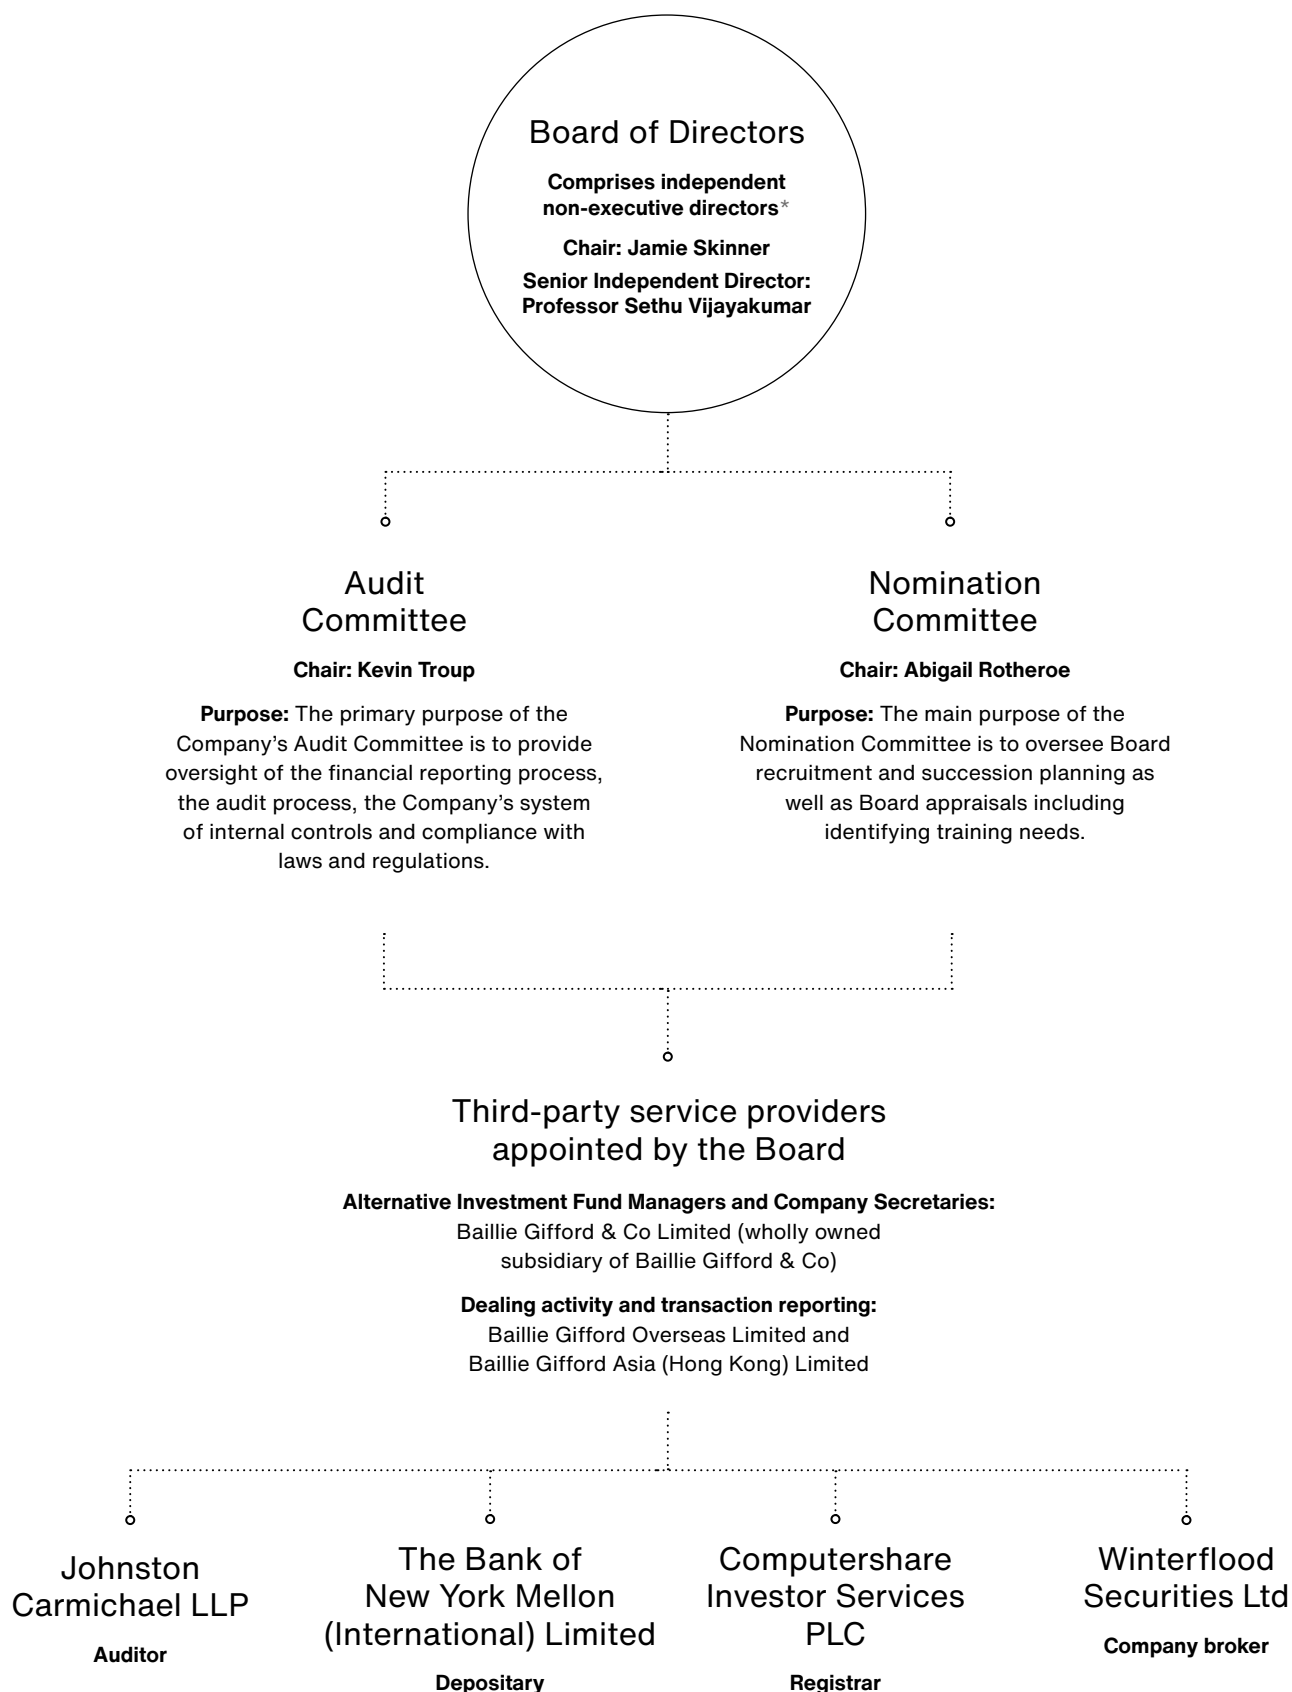 Board of Directors
Comprises independent
non-executive directors*
Chair: Jamie Skinner
Senior Independent Director:
Professor Sethu Vijayakumar
Audit
Committee
Chair: Kevin Troup
Purpose: The primary purpose of the
Company’s Audit Committee is to provide
oversight of the financial reporting process,
the audit process, the Company’s system
of internal controls and compliance with
laws and regulations.
Nomination
Committee
Chair: Abigail Rotheroe
Purpose: The main purpose of the
Nomination Committee is to oversee Board
recruitment and succession planning as
well as Board appraisals including
identifying training needs.
Third-party service providers
appointed by the Board
Alternative Investment Fund Managers and Company Secretaries:
Baillie Gifford & Co Limited (wholly owned
subsidiary of Baillie Gifford & Co)
Dealing activity and transaction reporting:
Baillie Gifford Overseas Limited and
Baillie Gifford Asia (Hong Kong) Limited
Johnston
Carmichael LLP
Auditor
The Bank of
New York Mellon
(International) Limited
Depositary
Computershare
Investor Services
PLC
Registrar
Winterflood
Securities Ltd
Company broker